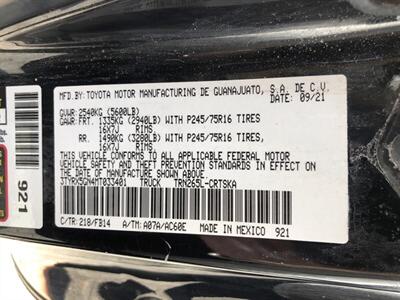 MFD.BY:TOYOTA MOTOR MANUFACTURING DE GUANAJUATO, S.A. DE C.V.
DATE: 09/21
GVWR: 2540KG (5600LB)
GAWR: FRT. 1335KG (2940LB) WITH P245/75R16 TIRES
16X7J RIMS,
RR. 1490KG (3280LB) WITH P245/75R16 TIRES
16X7J RIMS,
THIS VEHICLE CONFORMS TO ALL APPLICABLE FEDERAL MOTOR
VEHICLE SAFETY AND THEFT PREVENTION STANDARDS IN EFFECT ON
THE DATE OF MANUFACTURE SHOWN ABOVE.
3TYRX5GN4MT033401 TRUCK TRN265L-CRTSKA
C/TR: 218/FB14 A/TM: A07A/AC60E MADE IN MEXICO 921
921